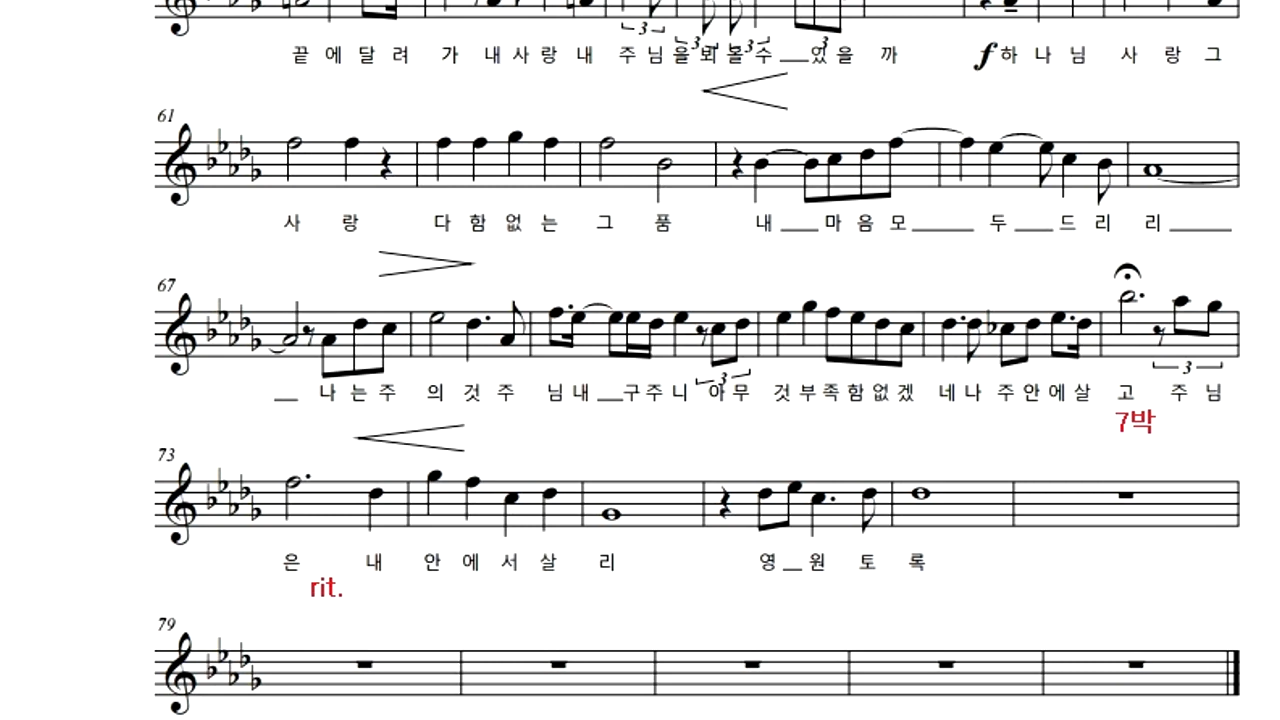 끝 에 달 려 가 내 사 랑 내 주 님 을 뵈 올 수 있 을 까 f 하 나 님 사 랑 그
61
사 랑 다 함 없 는 그 품 내 마 음 모 두 드 리 리
67
나 는 주 의 것 주 님 내 구 주 니 아 무 것 부 족 함 없 겠 네 나 주 안 에 살 고 주 님
7박
73
은 내 안 에 서 살 리 영 원 토 록
rit.
79